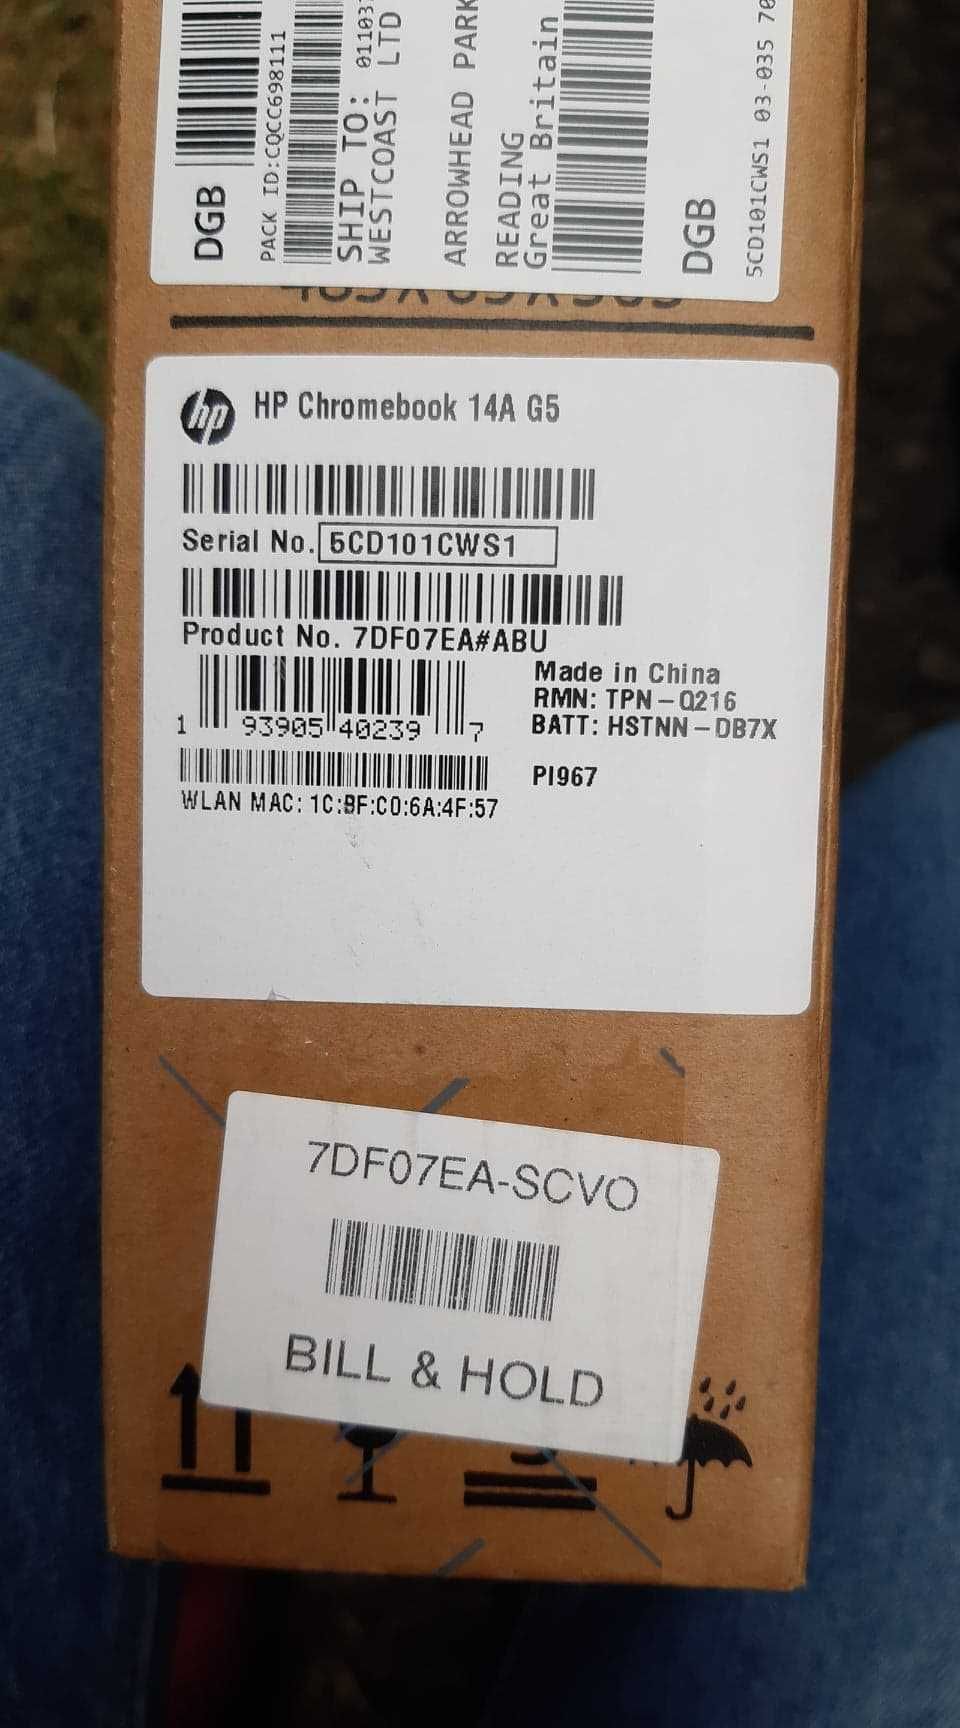 DGB
PACK ID:CQCC698111
SHIP TO:
WESTCOAST LTD
ARROWHEAD PARK
READING
Great Britain
DGB
5CD101CWS1 03-035
hp HP Chromebook 14A G5
Serial No. 5CD101CWS1
Product No. 7DF07EA#ABU
1 93905 40239 7
Made in China
RMN: TPN-Q216
BATT: HSTNN-DB7X
PI967
WLAN MAC: 1C:BF:C0:6A:4F:57
7DF07EA-SCVO
BILL & HOLD